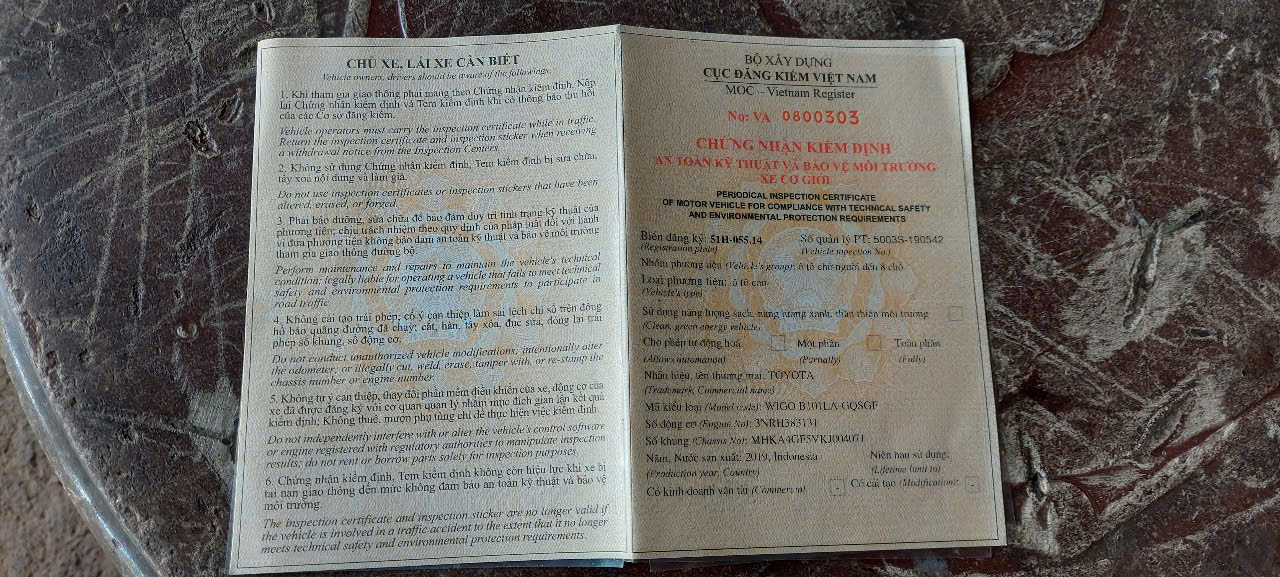 CHỦ XE, LÁI XE CẦN BIẾT
Vehicle owners, drivers should be aware of the followings:
1. Khi tham gia giao thông phải mang theo Chứng nhận kiểm định. Nộp
lại Chứng nhận kiểm định và Tem kiểm định khi có thông báo thu hồi
của các Cơ sở đăng kiểm.
Vehicle operators must carry the inspection certificate while in traffic.
Return the inspection certificate and inspection sticker when receiving
a withdrawal notice from the Inspection Centers.
2. Không sử dụng Chứng nhận kiểm định, Tem kiểm định bị sửa chữa,
tẩy xoá nội dung và làm giả.
Do not use inspection certificates or inspection stickers that have been
altered, erased, or forged.
3. Phải bảo dưỡng, sửa chữa để bảo đảm duy trì tình trạng kỹ thuật của
phương tiện; chịu trách nhiệm theo quy định của pháp luật đối với hành
vi đưa phương tiện không bảo đảm an toàn kỹ thuật và bảo vệ môi trường
tham gia giao thông đường bộ.
Perform maintenance and repairs to maintain the vehicle's technical
condition; legally liable for operating a vehicle that fails to meet technical
safety and environmental protection requirements to participate in
road traffic.
4. Không cải tạo trái phép; cố ý can thiệp làm sai lệch chỉ số trên đồng
hồ báo quãng đường đã chạy; cắt, hàn, tẩy xóa, đục sửa, đóng lại trái
phép số khung, số động cơ.
Do not conduct unauthorized vehicle modifications, intentionally alter
the odometer; or illegally cut, weld, erase, tamper with, or re-stamp the
chassis number or engine number.
5. Không tự ý can thiệp, thay đổi phần mềm điều khiển của xe, động cơ của
xe đã được đăng ký với cơ quan quản lý nhằm mục đích gian lận kết quả
kiểm định; Không thuê, mượn phụ tùng chỉ để thực hiện việc kiểm định.
Do not independently interfere with or alter the vehicle's control software
or engine registered with regulatory authorities to manipulate inspection
results; do not rent or borrow parts solely for inspection purposes.
6. Chứng nhận kiểm định, Tem kiểm định không còn hiệu lực khi xe bị
tai nạn giao thông đến mức không đảm bảo an toàn kỹ thuật và bảo vệ
môi trường.
The inspection certificate and inspection sticker are no longer valid if
the vehicle is involved in a traffic accident to the extent that it no longer
meets technical safety and environmental protection requirements.
BỘ XÂY DỰNG
CỤC ĐĂNG KIỂM VIỆT NAM
MOC – Vietnam Register
No: VA 0800303
CHỨNG NHẬN KIỂM ĐỊNH
AN TOÀN KỸ THUẬT VÀ BẢO VỆ MÔI TRƯỜNG
XE CƠ GIỚI
PERIODICAL INSPECTION CERTIFICATE
OF MOTOR VEHICLE FOR COMPLIANCE WITH TECHNICAL SAFETY
AND ENVIRONMENTAL PROTECTION REQUIREMENTS
Biển đăng ký: 51H-055.14 Số quản lý PT: 5003S-190542
(Registration plate) (Vehicle inpection No.)
Nhóm phương tiện (Vehicle's group): ô tô chở người đến 8 chỗ
Loại phương tiện: ô tô con
(Vehicle's type)
Sử dụng năng lượng sạch, năng lượng xanh, thân thiện môi trường
(Clean, green energy vehicle)
Cho phép tự động hoá Một phần Toàn phần
(Allows automation) (Partially) (Fully)
Nhãn hiệu, tên thương mại: TOYOTA
(Trademark, Commercial name)
Mã kiểu loại (Model code): WIGO B101LA-GQSGF
Số động cơ (Engine No): 3NRH583131
Số khung (Chassis No): MHKA4GF5VKJ004071
Năm, Nước sản xuất: 2019, Indonesia Niên hạn sử dụng:
(Production year, Country) (Lifetime limit to)
Có kinh doanh vận tải (Commercial) - Có cải tạo (Modification): -